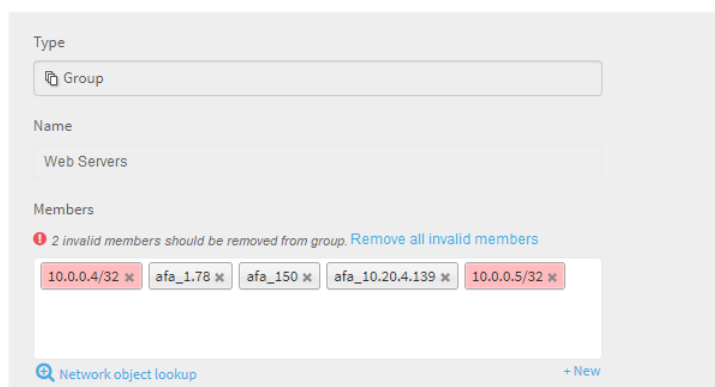 Type
Group
Name
Web Servers
Members
2 invalid members should be removed from group. Remove all invalid members
10.0.0.4/32 × afa_1.78 × afa_150 × afa_10.20.4.139 × 10.0.0.5/32 ×
Network object lookup + New